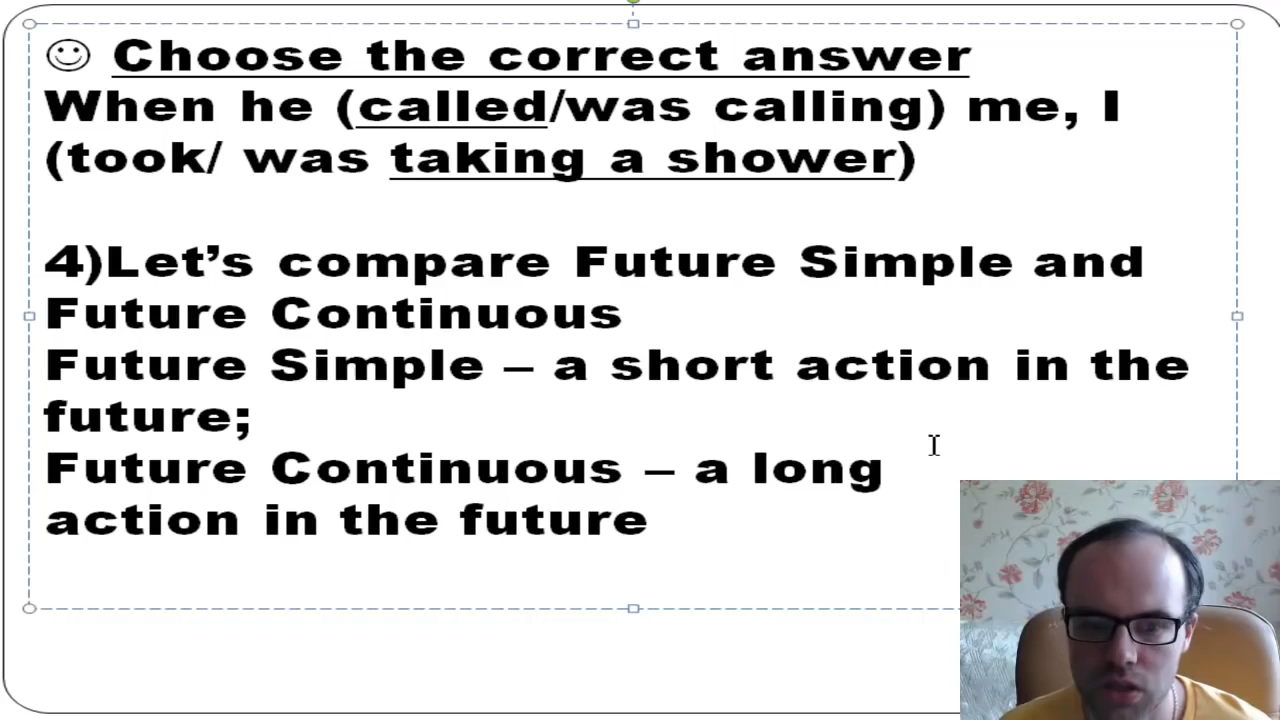 ☺ Choose the correct answer
When he (called/was calling) me, I
(took/ was taking a shower)
4)Let’s compare Future Simple and
Future Continuous
Future Simple – a short action in the
future;
Future Continuous – a long
action in the future